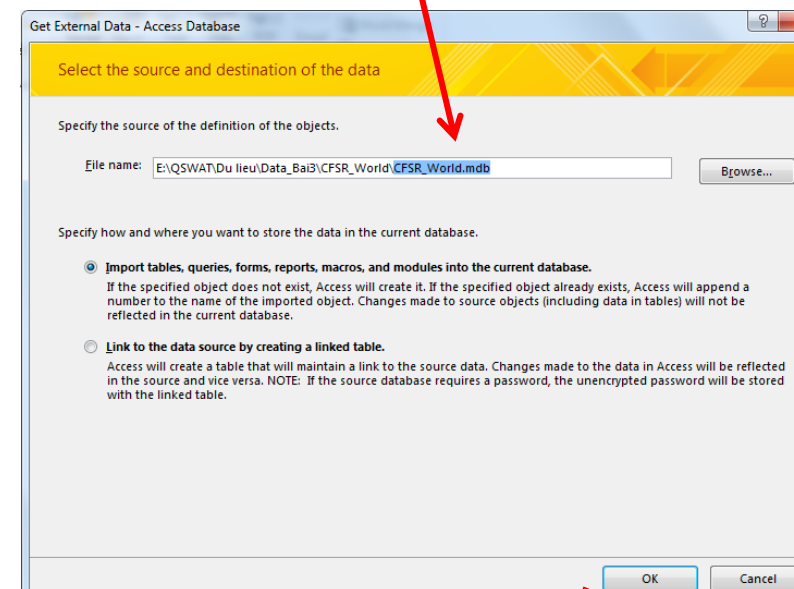 Get External Data - Access Database
?
Select the source and destination of the data
Specify the source of the definition of the objects.
File name: E:\QSWAT\Du lieu\Data_Bai3\CFSR_World\CFSR_World.mdb Browse...
Specify how and where you want to store the data in the current database.
Import tables, queries, forms, reports, macros, and modules into the current database.
If the specified object does not exist, Access will create it. If the specified object already exists, Access will append a
number to the name of the imported object. Changes made to source objects (including data in tables) will not be
reflected in the current database.
Link to the data source by creating a linked table.
Access will create a table that will maintain a link to the source data. Changes made to the data in Access will be reflected
in the source and vice versa. NOTE: If the source database requires a password, the unencrypted password will be stored
with the linked table.
OK Cancel